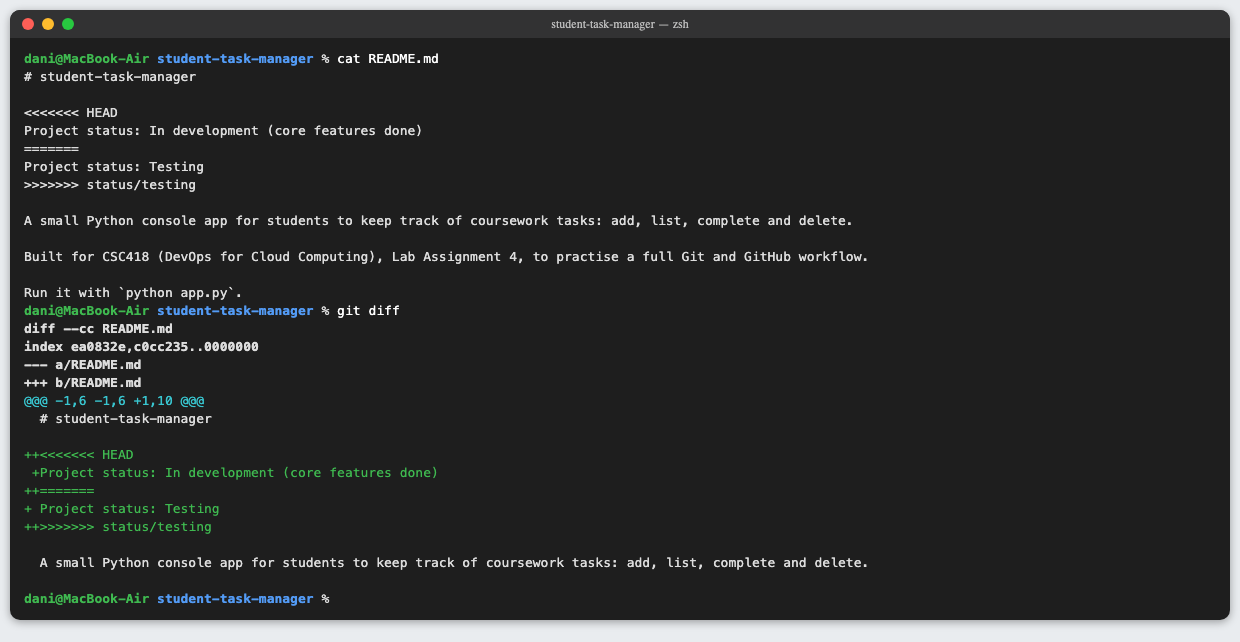 student-task-manager — zsh
dani@MacBook-Air student-task-manager % cat README.md
# student-task-manager
<<<<<<< HEAD
Project status: In development (core features done)
=======
Project status: Testing
>>>>>>> status/testing
A small Python console app for students to keep track of coursework tasks: add, list, complete and delete.
Built for CSC418 (DevOps for Cloud Computing), Lab Assignment 4, to practise a full Git and GitHub workflow.
Run it with `python app.py`.
dani@MacBook-Air student-task-manager % git diff
diff --cc README.md
index ea0832e,c0cc235..0000000
--- a/README.md
+++ b/README.md
@@@ -1,6 -1,6 +1,10 @@@
  # student-task-manager
++<<<<<<< HEAD
 +Project status: In development (core features done)
++=======
+ Project status: Testing
++>>>>>>> status/testing
  A small Python console app for students to keep track of coursework tasks: add, list, complete and delete.
dani@MacBook-Air student-task-manager %